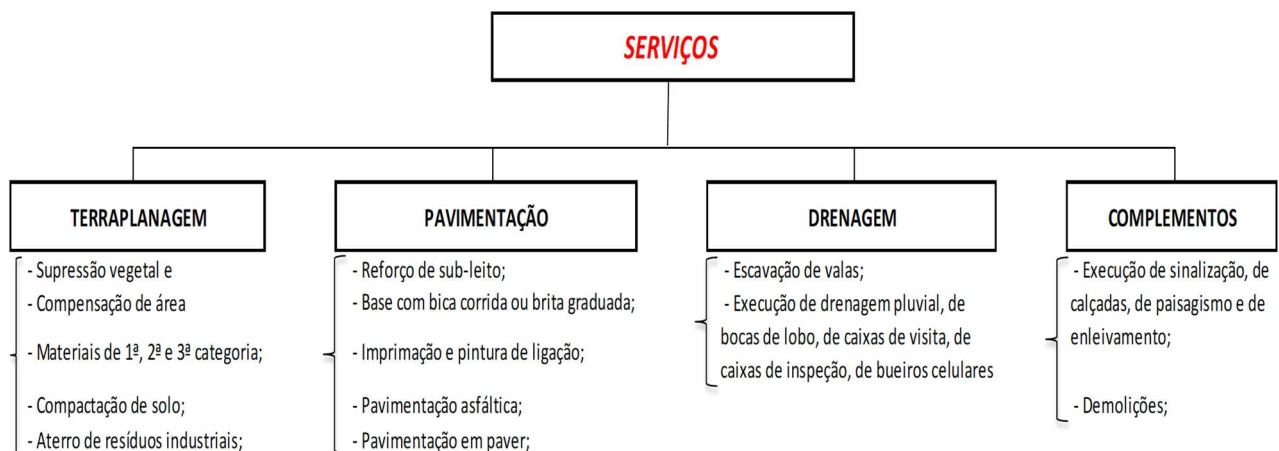 SERVIÇOS
TERRAPLANAGEM
- Supressão vegetal e
- Compensação de área
- Materiais de 1ª, 2ª e 3ª categoria;
- Compactação de solo;
- Aterro de resíduos industriais;
PAVIMENTAÇÃO
- Reforço de sub-leito;
- Base com bica corrida ou brita graduada;
- Imprimação e pintura de ligação;
- Pavimentação asfáltica;
- Pavimentação em paver;
DRENAGEM
- Escavação de valas;
- Execução de drenagem pluvial, de
bocas de lobo, de caixas de visita, de
caixas de inspeção, de bueiros celulares
COMPLEMENTOS
- Execução de sinalização, de
calçadas, de paisagismo e de
enleivamento;
- Demolições;